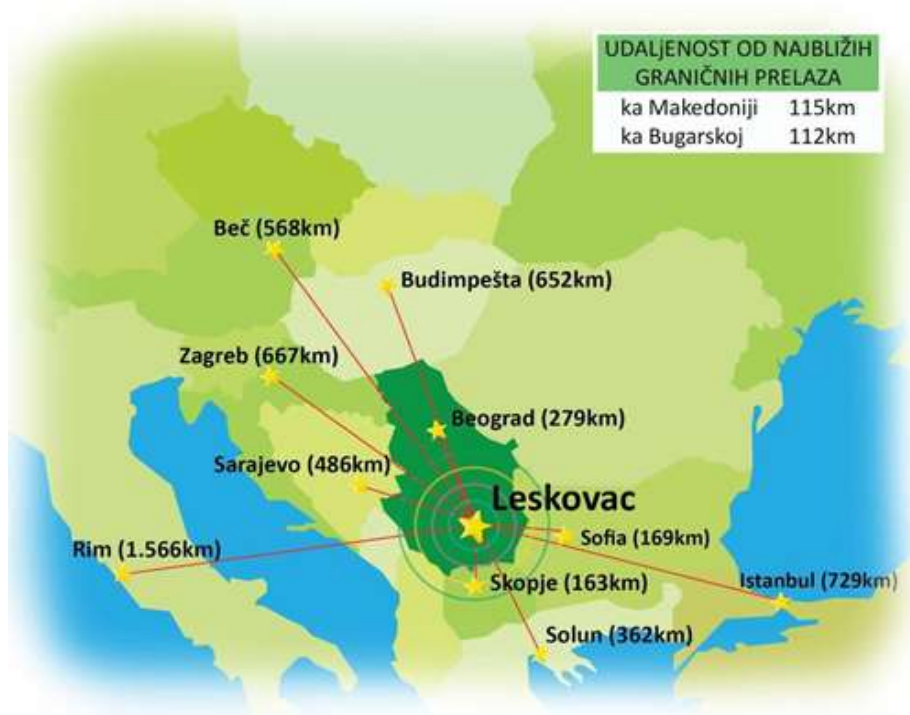 UDALjENOST OD NAJBLIŽIH
GRANIČNIH PRELAZA
ka Makedoniji 115km
ka Bugarskoj 112km
Beč (568km)
Budimpešta (652km)
Zagreb (667km)
Beograd (279km)
Sarajevo (486km)
Leskovac
Sofia (169km)
Rim (1.566km)
Skopje (163km)
Istanbul (729km)
Solun (362km)